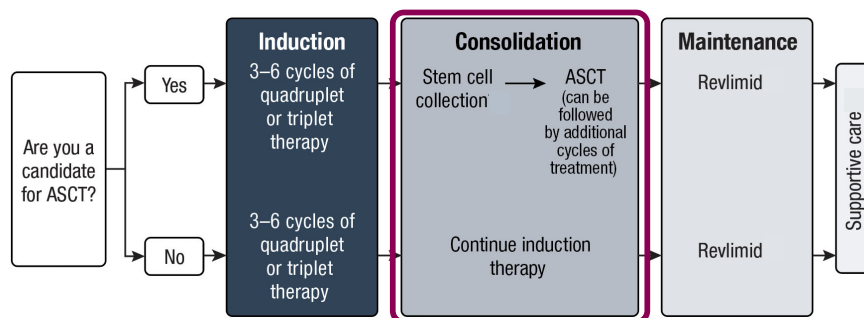 Are you a
candidate
for ASCT?
Yes
No
Induction
3–6 cycles of
quadruplet
or triplet
therapy
3–6 cycles of
quadruplet
or triplet
therapy
Consolidation
Stem cell
collection
ASCT
(can be
followed
by additional
cycles of
treatment)
Continue induction
therapy
Maintenance
Revlimid
Revlimid
Supportive care